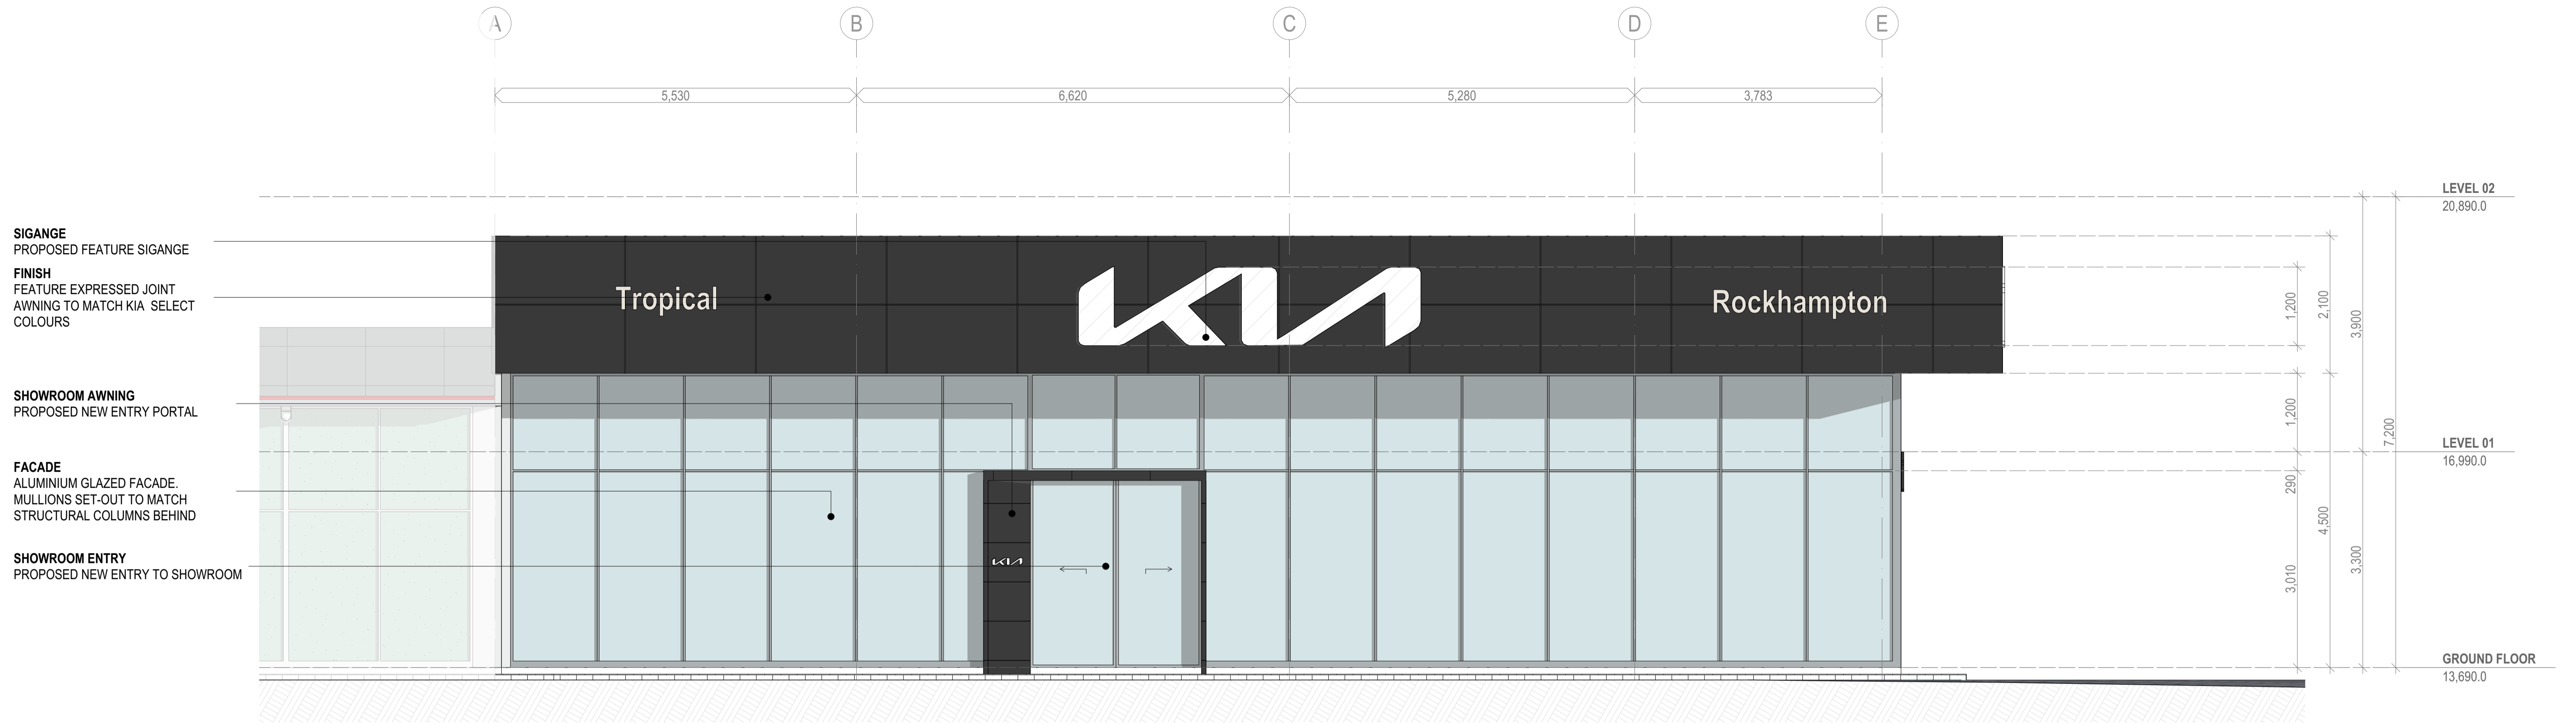 A B C D E
5,530 6,620 5,280 3,783
LEVEL 02
20,890.0
SIGANGE
PROPOSED FEATURE SIGANGE
FINISH
FEATURE EXPRESSED JOINT
AWNING TO MATCH KIA SELECT
COLOURS
Tropical KIA Rockhampton
1,200
2,100
3,900
SHOWROOM AWNING
PROPOSED NEW ENTRY PORTAL
1,200
7,200
LEVEL 01
16,990.0
FACADE
ALUMINIUM GLAZED FACADE.
MULLIONS SET-OUT TO MATCH
STRUCTURAL COLUMNS BEHIND
290
4,500
SHOWROOM ENTRY
PROPOSED NEW ENTRY TO SHOWROOM
KIA
3,010
3,300
GROUND FLOOR
13,690.0